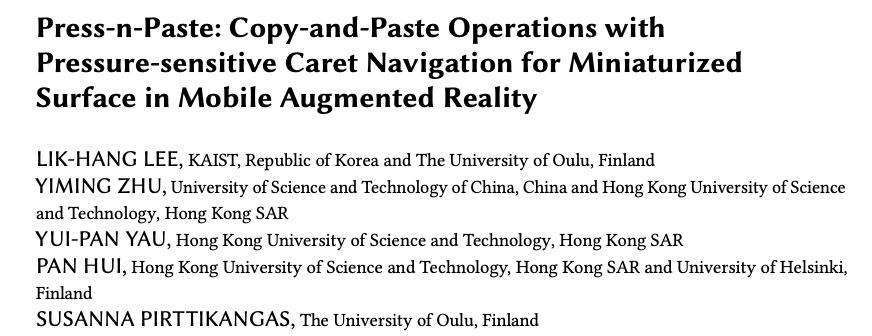 Press-n-Paste: Copy-and-Paste Operations with
Pressure-sensitive Caret Navigation for Miniaturized
Surface in Mobile Augmented Reality
LIK-HANG LEE, KAIST, Republic of Korea and The University of Oulu, Finland
YIMING ZHU, University of Science and Technology of China, China and Hong Kong University of Science
and Technology, Hong Kong SAR
YUI-PAN YAU, Hong Kong University of Science and Technology, Hong Kong SAR
PAN HUI, Hong Kong University of Science and Technology, Hong Kong SAR and University of Helsinki,
Finland
SUSANNA PIRTTIKANGAS, The University of Oulu, Finland